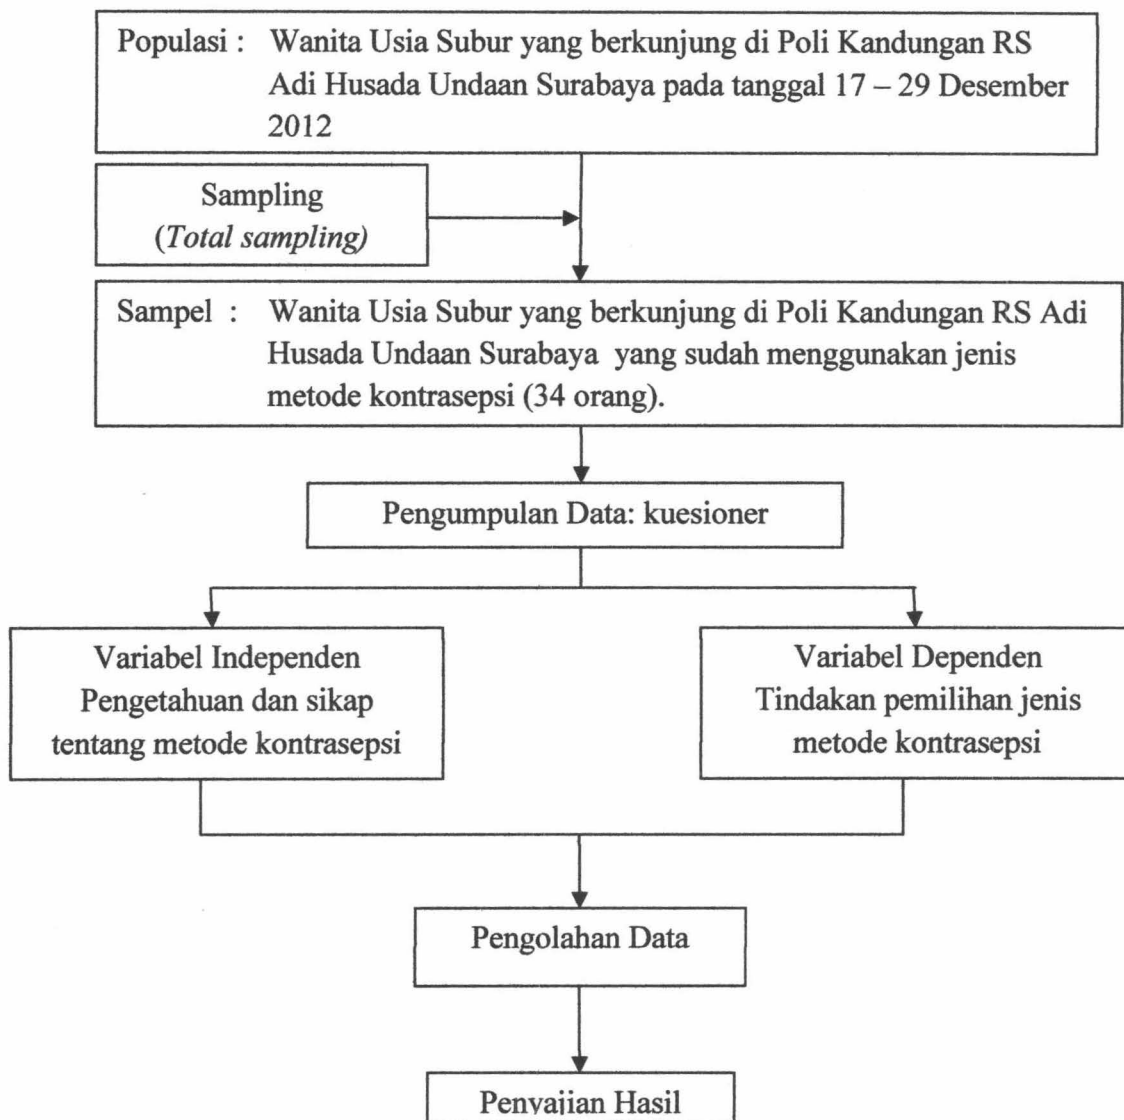 Populasi : Wanita Usia Subur yang berkunjung di Poli Kandungan RS
Adi Husada Undaan Surabaya pada tanggal 17 – 29 Desember
2012
Sampling
(Total sampling)
Sampel : Wanita Usia Subur yang berkunjung di Poli Kandungan RS Adi
Husada Undaan Surabaya yang sudah menggunakan jenis
metode kontrasepsi (34 orang).
Pengumpulan Data: kuesioner
Variabel Independen
Pengetahuan dan sikap
tentang metode kontrasepsi
Variabel Dependen
Tindakan pemilihan jenis
metode kontrasepsi
Pengolahan Data
Penyajian Hasil